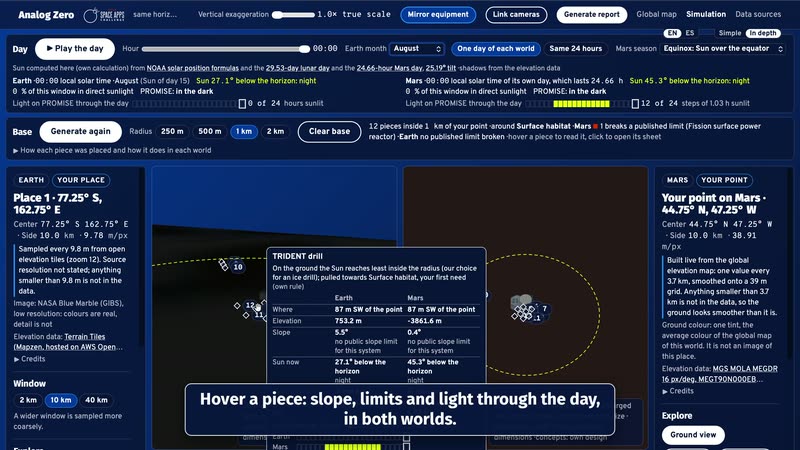 Analog Zero
SPACE APPS CHALLENGE
same horiz...
Vertical exaggeration
1.0× true scale
Mirror equipment
Link cameras
Generate report
Global map
Simulation
Data sources
EN ES
Simple In depth
Day
▶ Play the day
Hour
00:00
Earth month
August
One day of each world
Same 24 hours
Mars season
Equinox: Sun over the equator
Sun computed here (own calculation) from NOAA solar position formulas and the 29.53-day lunar day and the 24.66-hour Mars day, 25.19° tilt ·shadows from the elevation data
Earth ·00:00 local solar time ·August (Sun of day 15) Sun 27.1° below the horizon: night
0 % of this window in direct sunlight PROMISE: in the dark
Light on PROMISE through the day
0 of 24 hours sunlit
Mars ·00:00 local solar time of its own day, which lasts 24.66 h Sun 45.3° below the horizon: night
0 % of this window in direct sunlight PROMISE: in the dark
Light on PROMISE through the day
12 of 24 steps of 1.03 h sunlit
Base
Generate again
Radius
250 m
500 m
1 km
2 km
Clear base
12 pieces inside 1 km of your point ·around Surface habitat ·Mars 1 breaks a published limit (Fission surface reactor) ·Earth no published limit broken ·hover a piece to read it, click to open its sheet
▶ How each piece was placed and how it does in each world
EARTH
YOUR PLACE
Place 1 · 77.25° S, 162.75° E
Center 77.25° S 162.75° E
· Side 10.0 km ·9.78 m/px
Sampled every 9.8 m from open elevation tiles (zoom 12). Source resolution not stated; anything smaller than 9.8 m is not in the data.
Image: NASA Blue Marble (GIBS), low resolution: colours are real, detail is not
Elevation data: Terrain Tiles (Mapzen, hosted on AWS Open...
▶ Credits
Window
2 km
10 km
40 km
A wider window is sampled more coarsely.
10
12
11
7
TRIDENT drill
On the ground the Sun reaches least inside the radius (our choice for an ice drill); pulled towards Surface habitat, your first need (own rule)
Earth Mars
Where 87 m SW of the point 87 m SW of the point
Elevation 753.2 m -3861.6 m
Slope 5.5° 0.4°
no public slope limit for this system no public slope limit for this system
Sun now 27.1° below the horizon 45.3° below the horizon
night night
Mars
dimensions ·concepts: own design
Hover a piece: slope, limits and light through the day, in both worlds.
MARS
YOUR POINT
Your point on Mars · 44.75° N, 47.25° W
Center 44.75° N 47.25° W
· Side 10.0 km ·38.91 m/px
Built live from the global elevation map: one value every 3.7 km, smoothed onto a 39 m grid. Anything smaller than 3.7 km is not in the data, so the ground looks smoother than it is.
Ground colour: one tint, the average colour of the global map of this world. It is not an image of this place.
Elevation data: MGS MOLA MEGDR 16 px/deg, MEGT90N000EB...
▶ Credits
Explore
Ground view